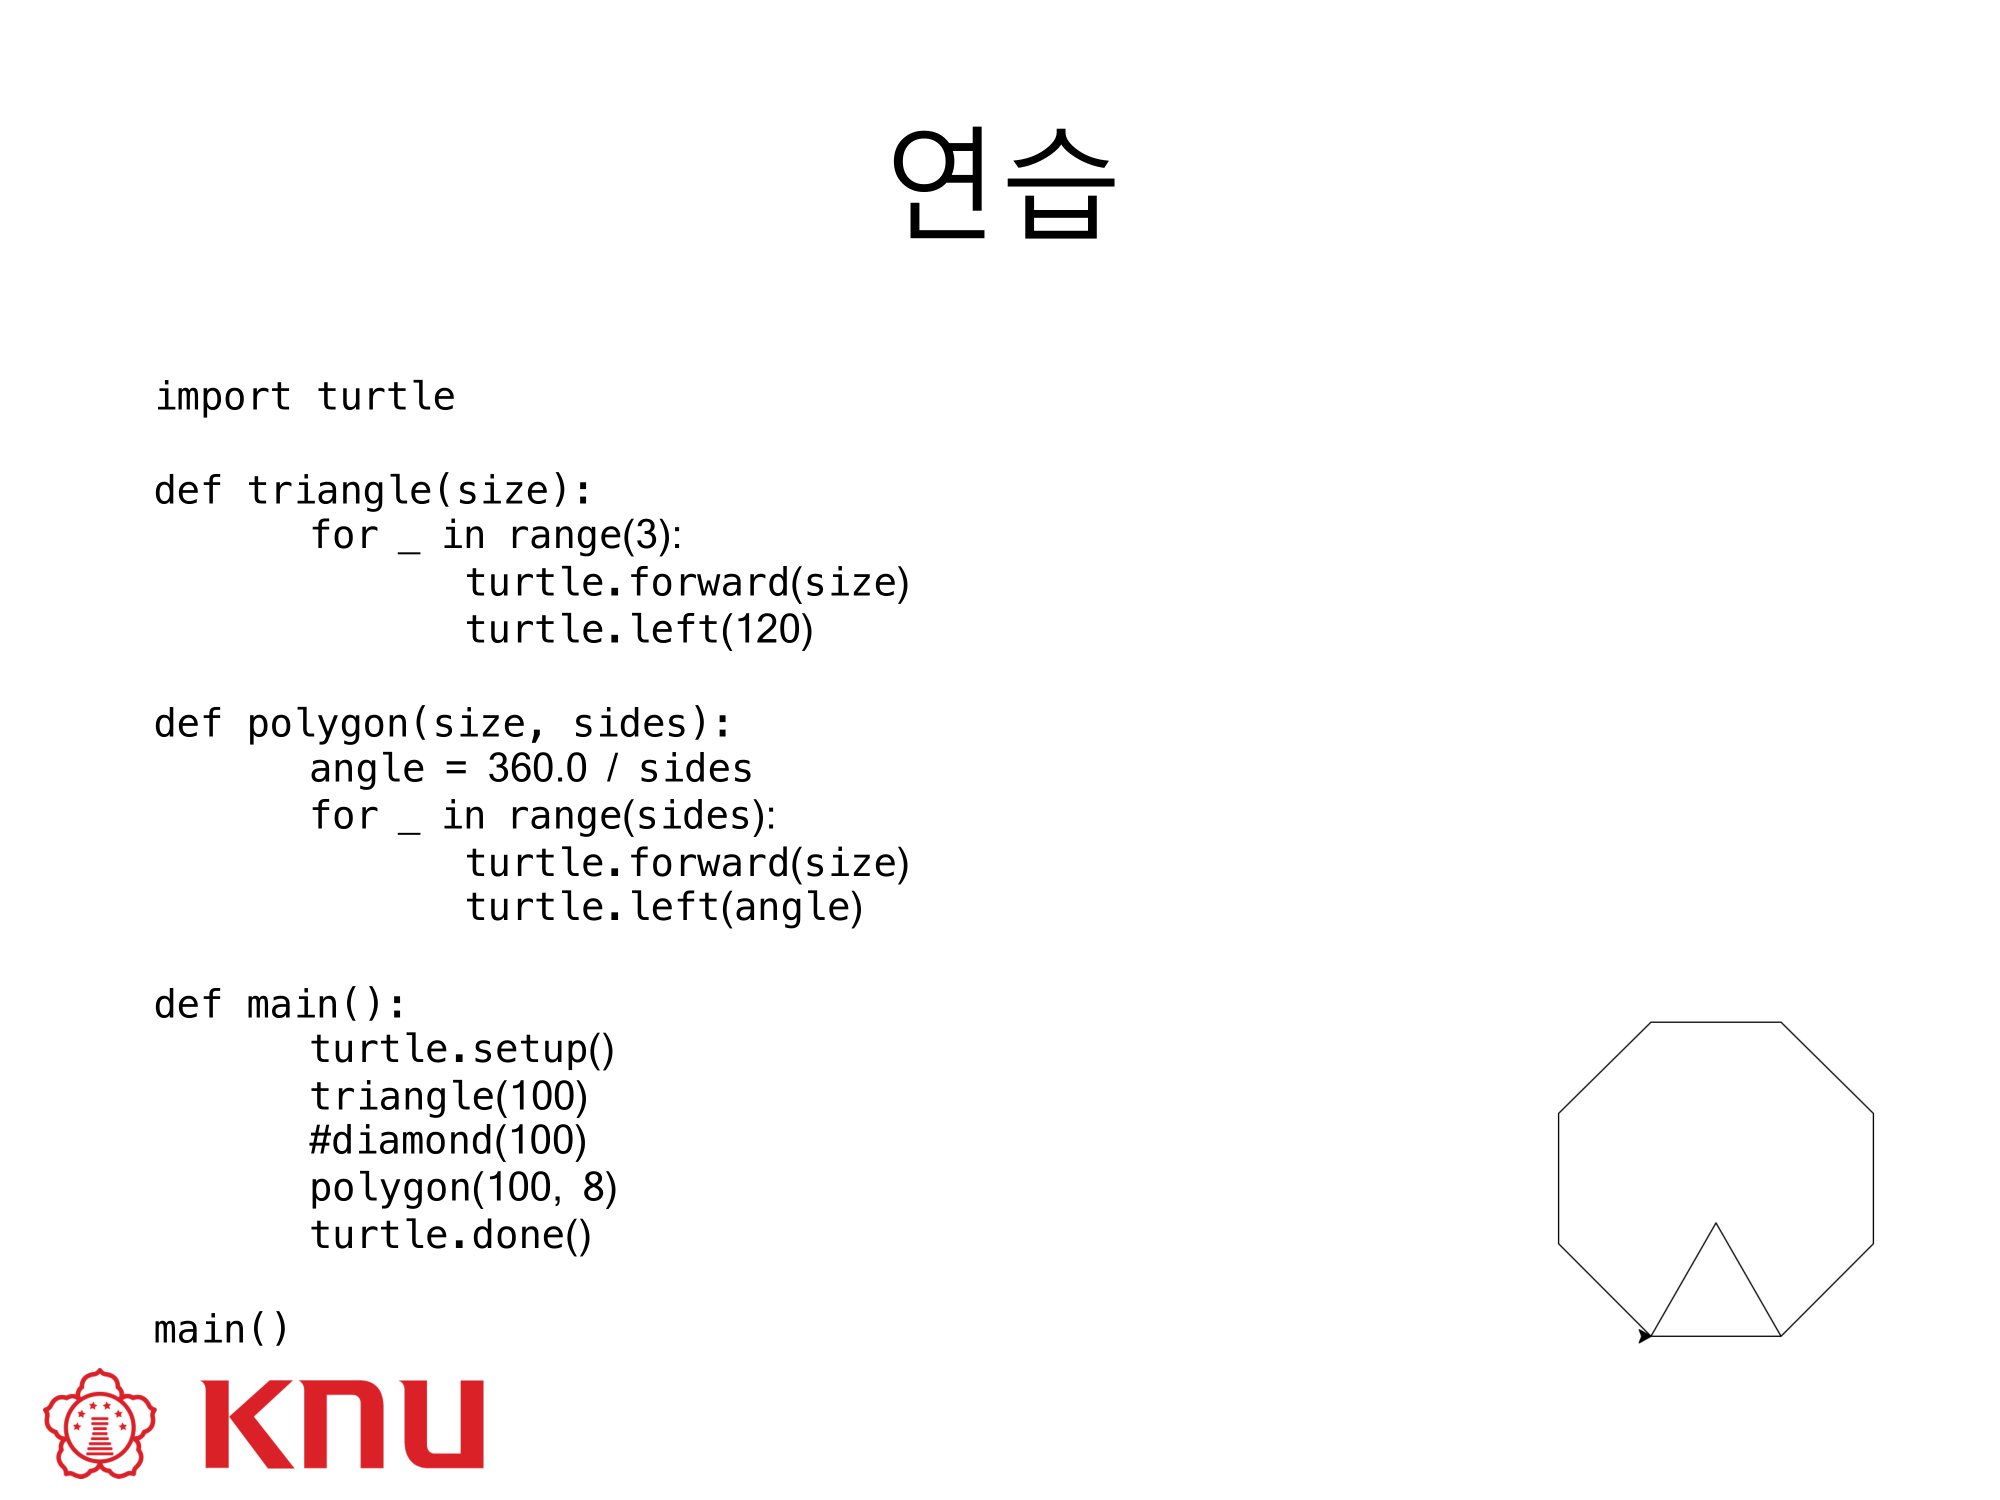 연습
import turtle
def triangle(size):
for _ in range(3):
turtle.forward(size)
turtle.left(120)
def polygon(size, sides):
angle = 360.0 / sides
for _ in range(sides):
turtle.forward(size)
turtle.left(angle)
def main():
turtle.setup()
triangle(100)
#diamond(100)
polygon(100, 8)
turtle.done()
main()
KNU